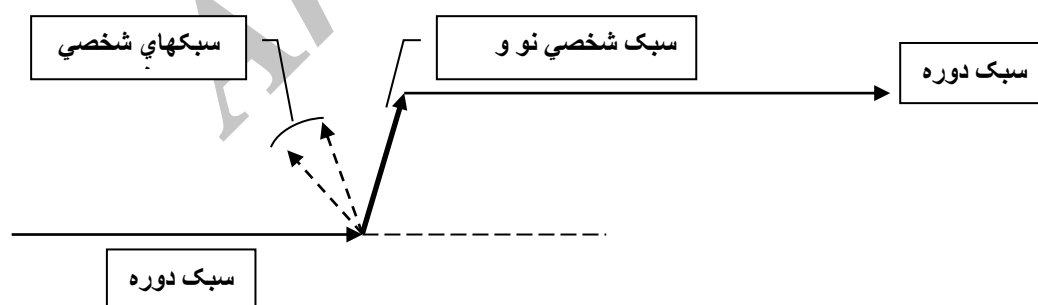 سبکهاي شخصي
سبک شخصي نو و
سبک دوره
سبک دوره